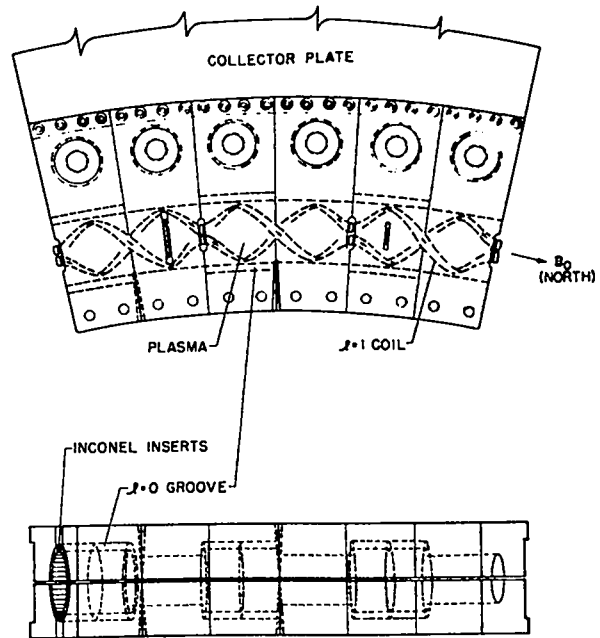 COLLECTOR PLATE
B₀
(NORTH)
PLASMA
ℓ=1 COIL
INCONEL INSERTS
ℓ=0 GROOVE